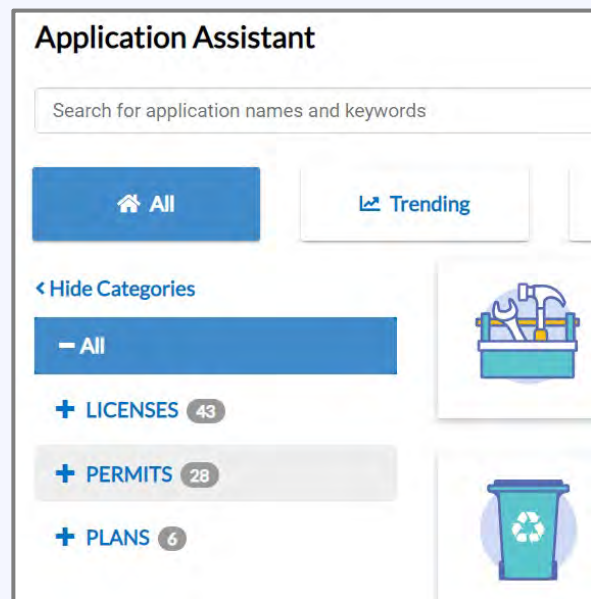 Application Assistant
Search for application names and keywords
All
Trending
Hide Categories
All
LICENSES 43
PERMITS 28
PLANS 6